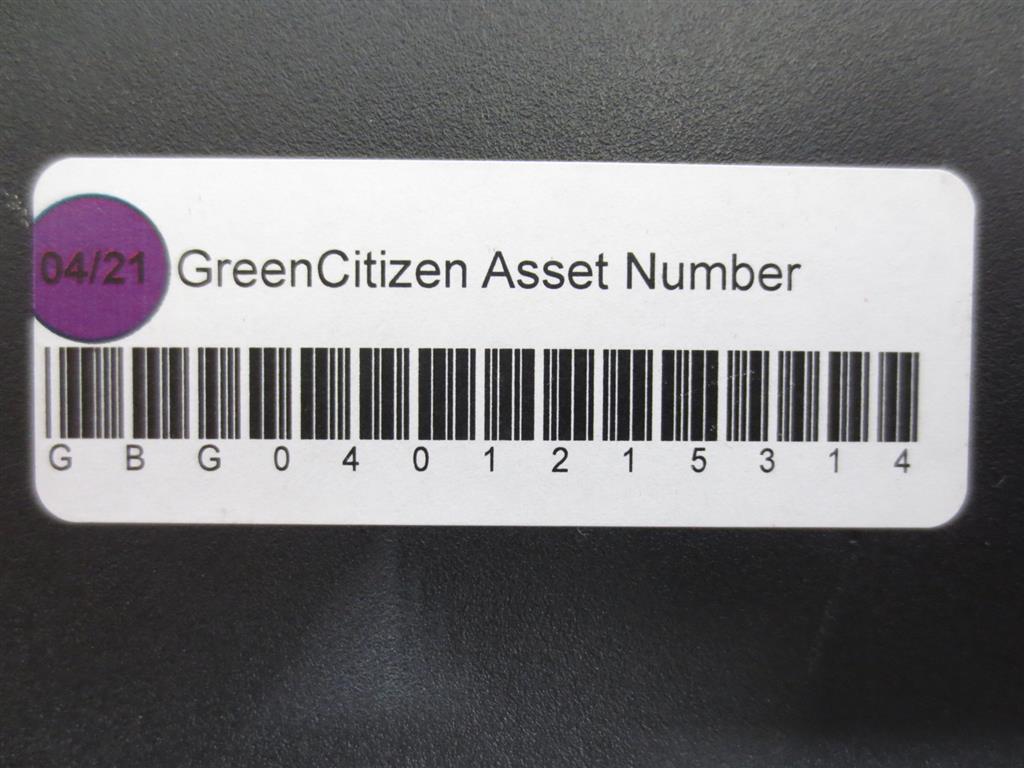 04/21 GreenCitizen Asset Number
G B G 0 4 0 1 2 1 5 3 1 4